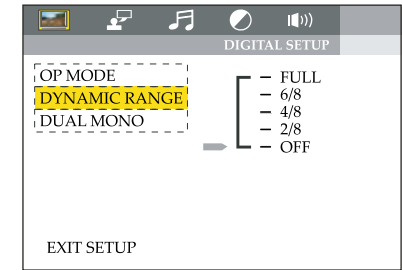 DIGITAL SETUP
OP MODE
DYNAMIC RANGE
DUAL MONO
– FULL
– 6/8
– 4/8
– 2/8
– OFF
EXIT SETUP